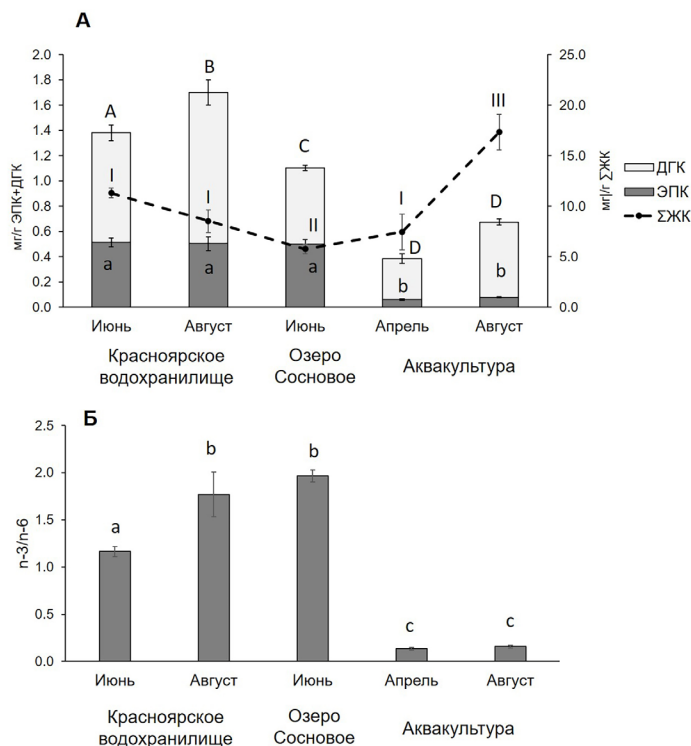 А
2.0
1.8
1.6
1.4
1.2
1.0
0.8
0.6
0.4
0.2
0.0
мг/г ЭПК+ДГК
25.0
20.0
15.0
10.0
5.0
0.0
мг|/г ∑ЖК
A
B
C
D
D
I
I
II
I
III
a
a
a
b
b
ДГК
ЭПК
ΣЖК
Июнь Август Июнь Апрель Август
Красноярское водохранилище
Озеро Сосновое
Аквакультура
Б
2.5
2.0
1.5
1.0
0.5
0.0
n-3/n-6
a
b
b
c
c
Июнь Август Июнь Апрель Август
Красноярское водохранилище
Озеро Сосновое
Аквакультура